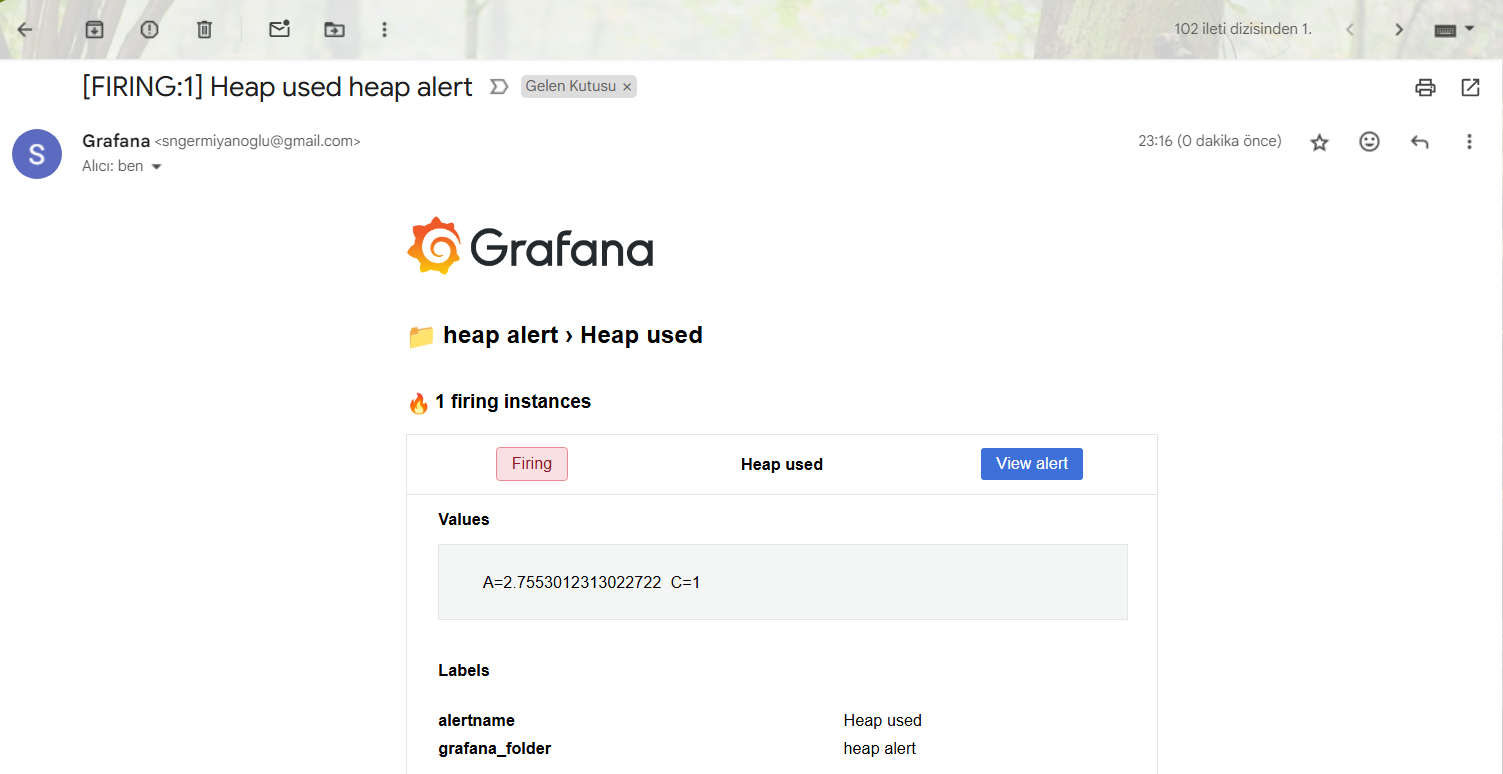 102 ileti dizisinden 1.
[FIRING:1] Heap used heap alert Gelen Kutusu ×
Grafana <sngermiyanoglu@gmail.com> 23:16 (0 dakika önce)
Alıcı: ben
S
Grafana
heap alert › Heap used
1 firing instances
Firing Heap used View alert
Values
A=2.7553012313022722 C=1
Labels
alertname Heap used
grafana_folder heap alert